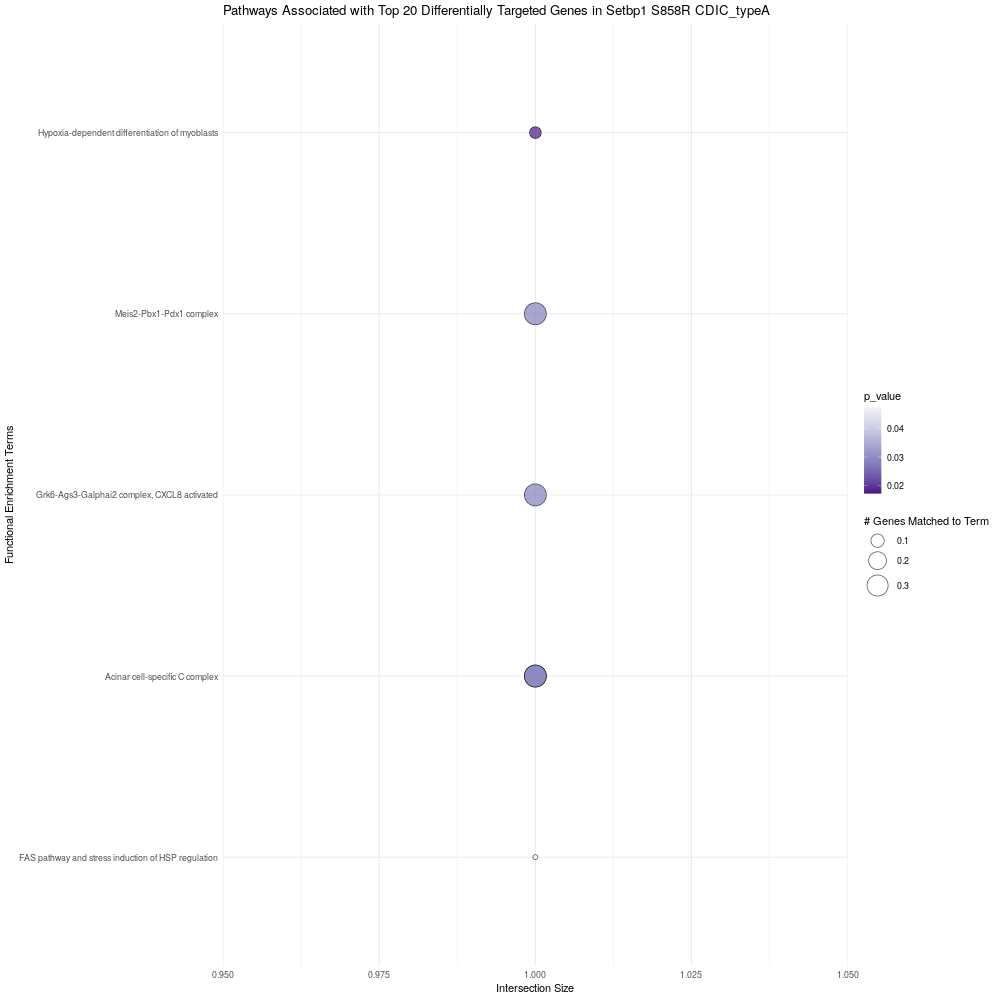 Pathways Associated with Top 20 Differentially Targeted Genes in Setbp1 S858R CDIC_typeA
Functional Enrichment Terms
Hypoxia-dependent differentiation of myoblasts
Meis2-Pbx1-Pdx1 complex
Grk6-Ags3-Galphai2 complex, CXCL8 activated
Acinar cell-specific C complex
FAS pathway and stress induction of HSP regulation
0.950
0.975
1.000
1.025
1.050
Intersection Size
p_value
0.04
0.03
0.02
# Genes Matched to Term
0.1
0.2
0.3